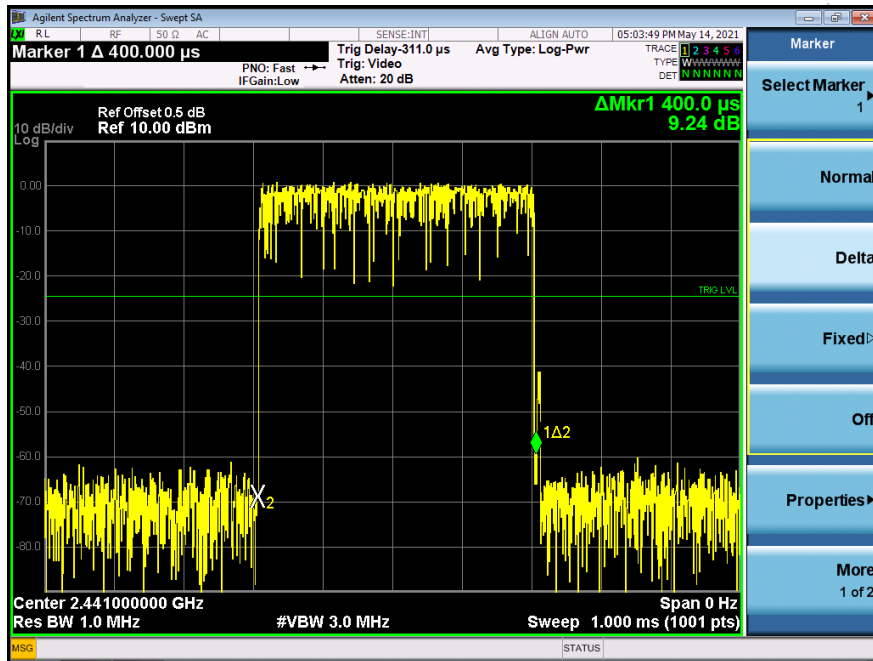 Agilent Spectrum Analyzer - Swept SA
LXI RL RF 50 Ω AC SENSE:INT ALIGN AUTO 05:03:49 PM May 14, 2021
Marker 1 Δ 400.000 µs
PNO: Fast
IFGain:Low
Trig Delay-311.0 µs
Trig: Video
Atten: 20 dB
Avg Type: Log-Pwr
TRACE 1 2 3 4 5 6
TYPE WWWWWW
DET N N N N N N
ΔMkr1 400.0 µs
9.24 dB
Ref Offset 0.5 dB
10 dB/div Ref 10.00 dBm
Log
0.00
-10.0
-20.0
TRIG LVL
-30.0
-40.0
-50.0
1Δ2
-60.0
-70.0
2
-80.0
Center 2.441000000 GHz Span 0 Hz
Res BW 1.0 MHz #VBW 3.0 MHz Sweep 1.000 ms (1001 pts)
MSG STATUS
Marker
Select Marker
1
Normal
Delta
Fixed
Off
Properties
More
1 of 2